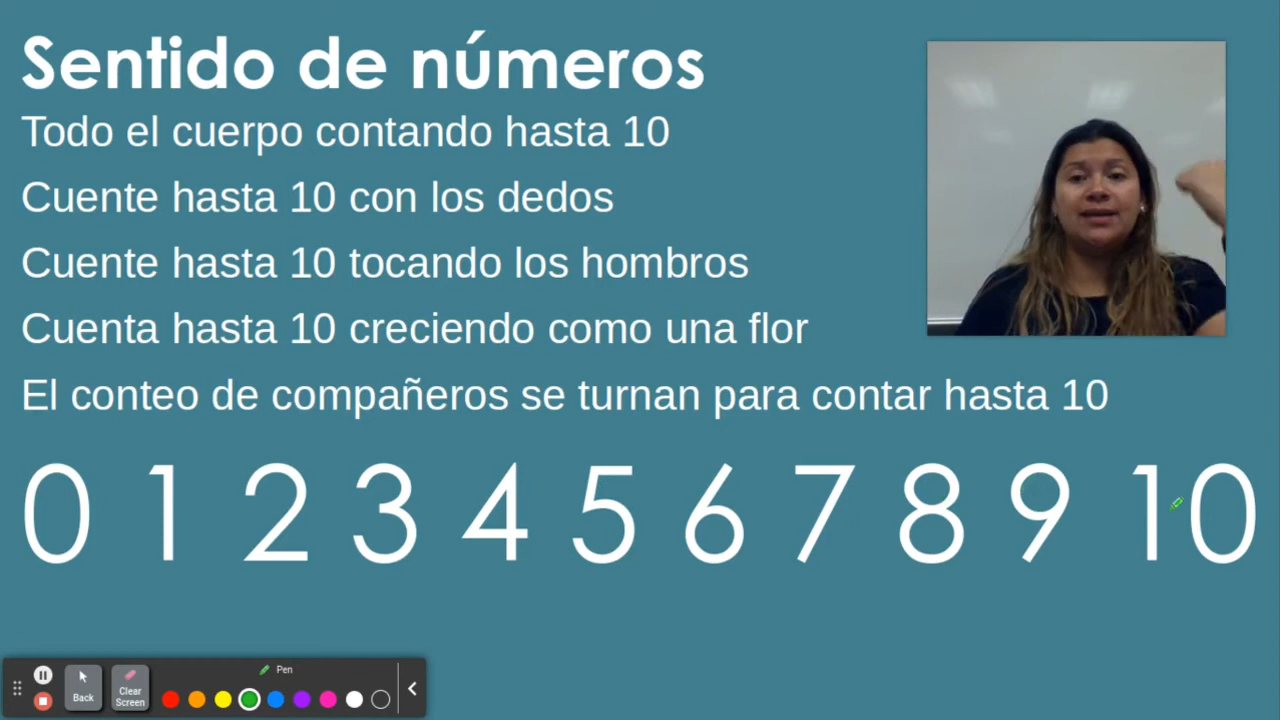 Sentido de números
Todo el cuerpo contando hasta 10
Cuente hasta 10 con los dedos
Cuente hasta 10 tocando los hombros
Cuenta hasta 10 creciendo como una flor
El conteo de compañeros se turnan para contar hasta 10
0 1 2 3 4 5 6 7 8 9 10
Pen
Back
Clear
Screen